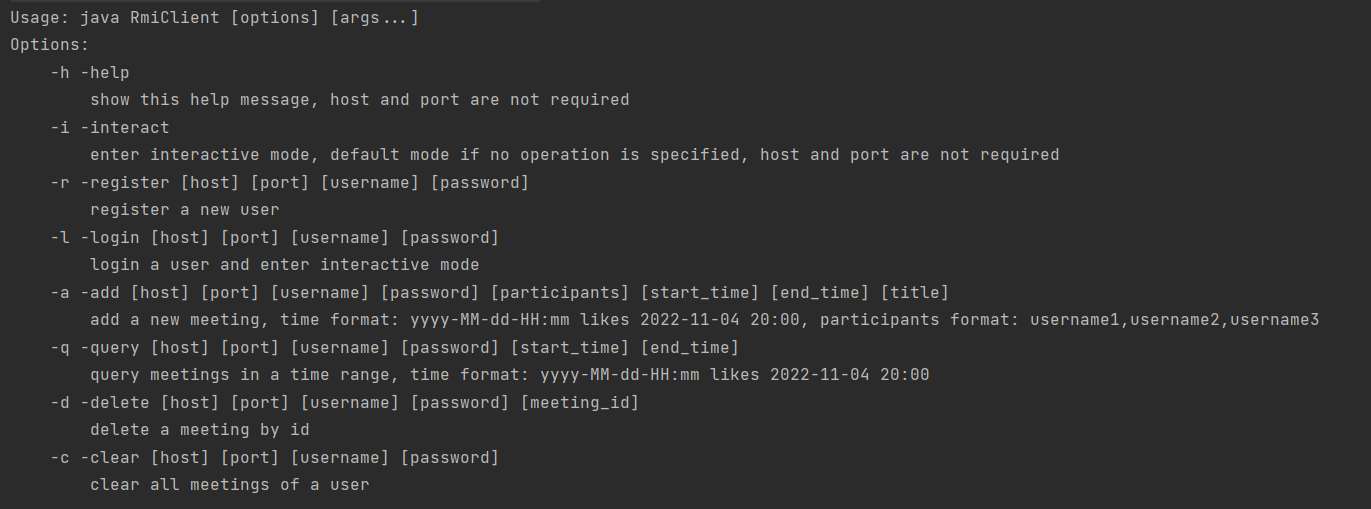 Usage: java RmiClient [options] [args...]
Options:
    -h -help
        show this help message, host and port are not required
    -i -interact
        enter interactive mode, default mode if no operation is specified, host and port are not required
    -r -register [host] [port] [username] [password]
        register a new user
    -l -login [host] [port] [username] [password]
        login a user and enter interactive mode
    -a -add [host] [port] [username] [password] [participants] [start_time] [end_time] [title]
        add a new meeting, time format: yyyy-MM-dd-HH:mm likes 2022-11-04 20:00, participants format: username1,username2,username3
    -q -query [host] [port] [username] [password] [start_time] [end_time]
        query meetings in a time range, time format: yyyy-MM-dd-HH:mm likes 2022-11-04 20:00
    -d -delete [host] [port] [username] [password] [meeting_id]
        delete a meeting by id
    -c -clear [host] [port] [username] [password]
        clear all meetings of a user